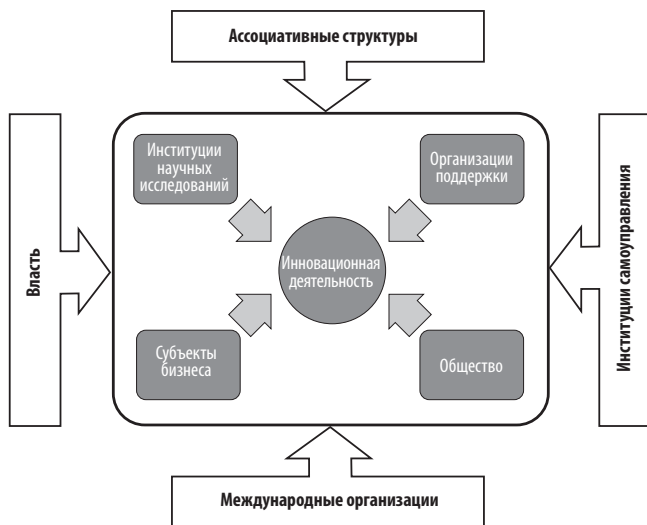 Ассоциативные структуры
Власть
Институции
научных
исследований
Организации
поддержки
Инновационная
деятельность
Субъекты
бизнеса
Общество
Институции самоуправления
Международные организации